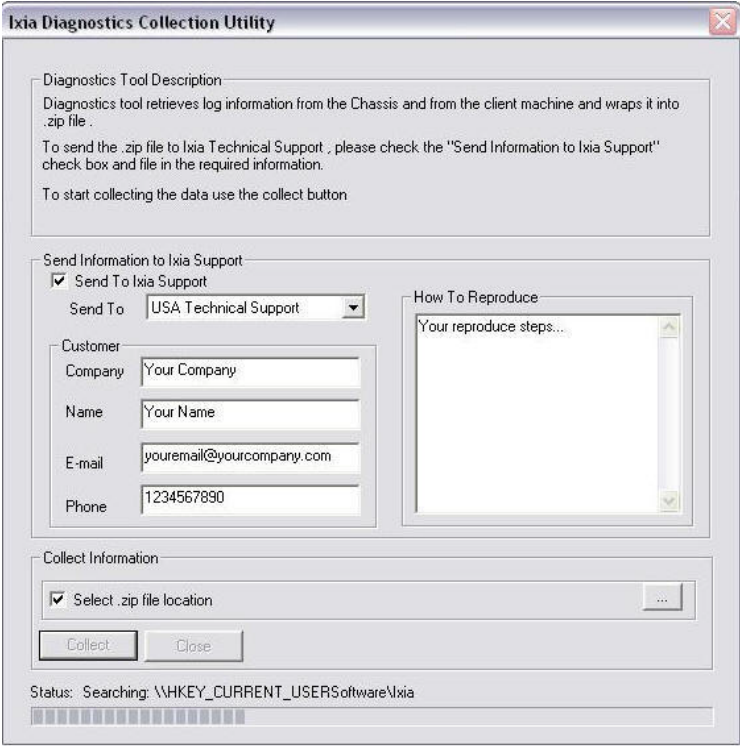 Ixia Diagnostics Collection Utility
Diagnostics Tool Description
Diagnostics tool retrieves log information from the Chassis and from the client machine and wraps it into
.zip file .
To send the .zip file to Ixia Technical Support , please check the "Send Information to Ixia Support"
check box and file in the required information.
To start collecting the data use the collect button
Send Information to Ixia Support
Send To Ixia Support
Send To USA Technical Support
Customer
Company Your Company
Name Your Name
E-mail youremail@yourcompany.com
Phone 1234567890
How To Reproduce
Your reproduce steps...
Collect Information
Select .zip file location
...
Collect Close
Status: Searching: \\HKEY_CURRENT_USERSoftware\Ixia